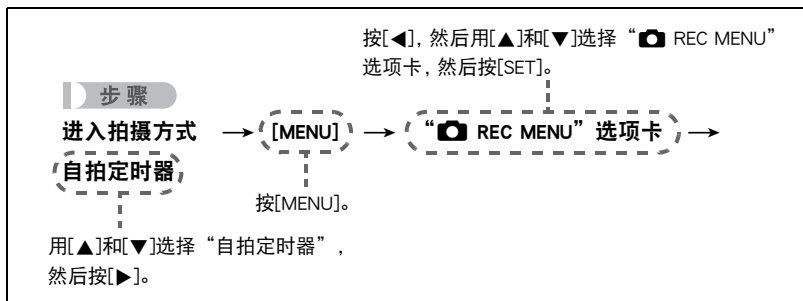 按[◀], 然后用[▲]和[▼]选择“📷 REC MENU”
选项卡, 然后按[SET]。
步骤
进入拍摄方式 → [MENU] → “📷 REC MENU”选项卡 →
自拍定时器
按[MENU]。
用[▲]和[▼]选择“自拍定时器”,
然后按[▶]。